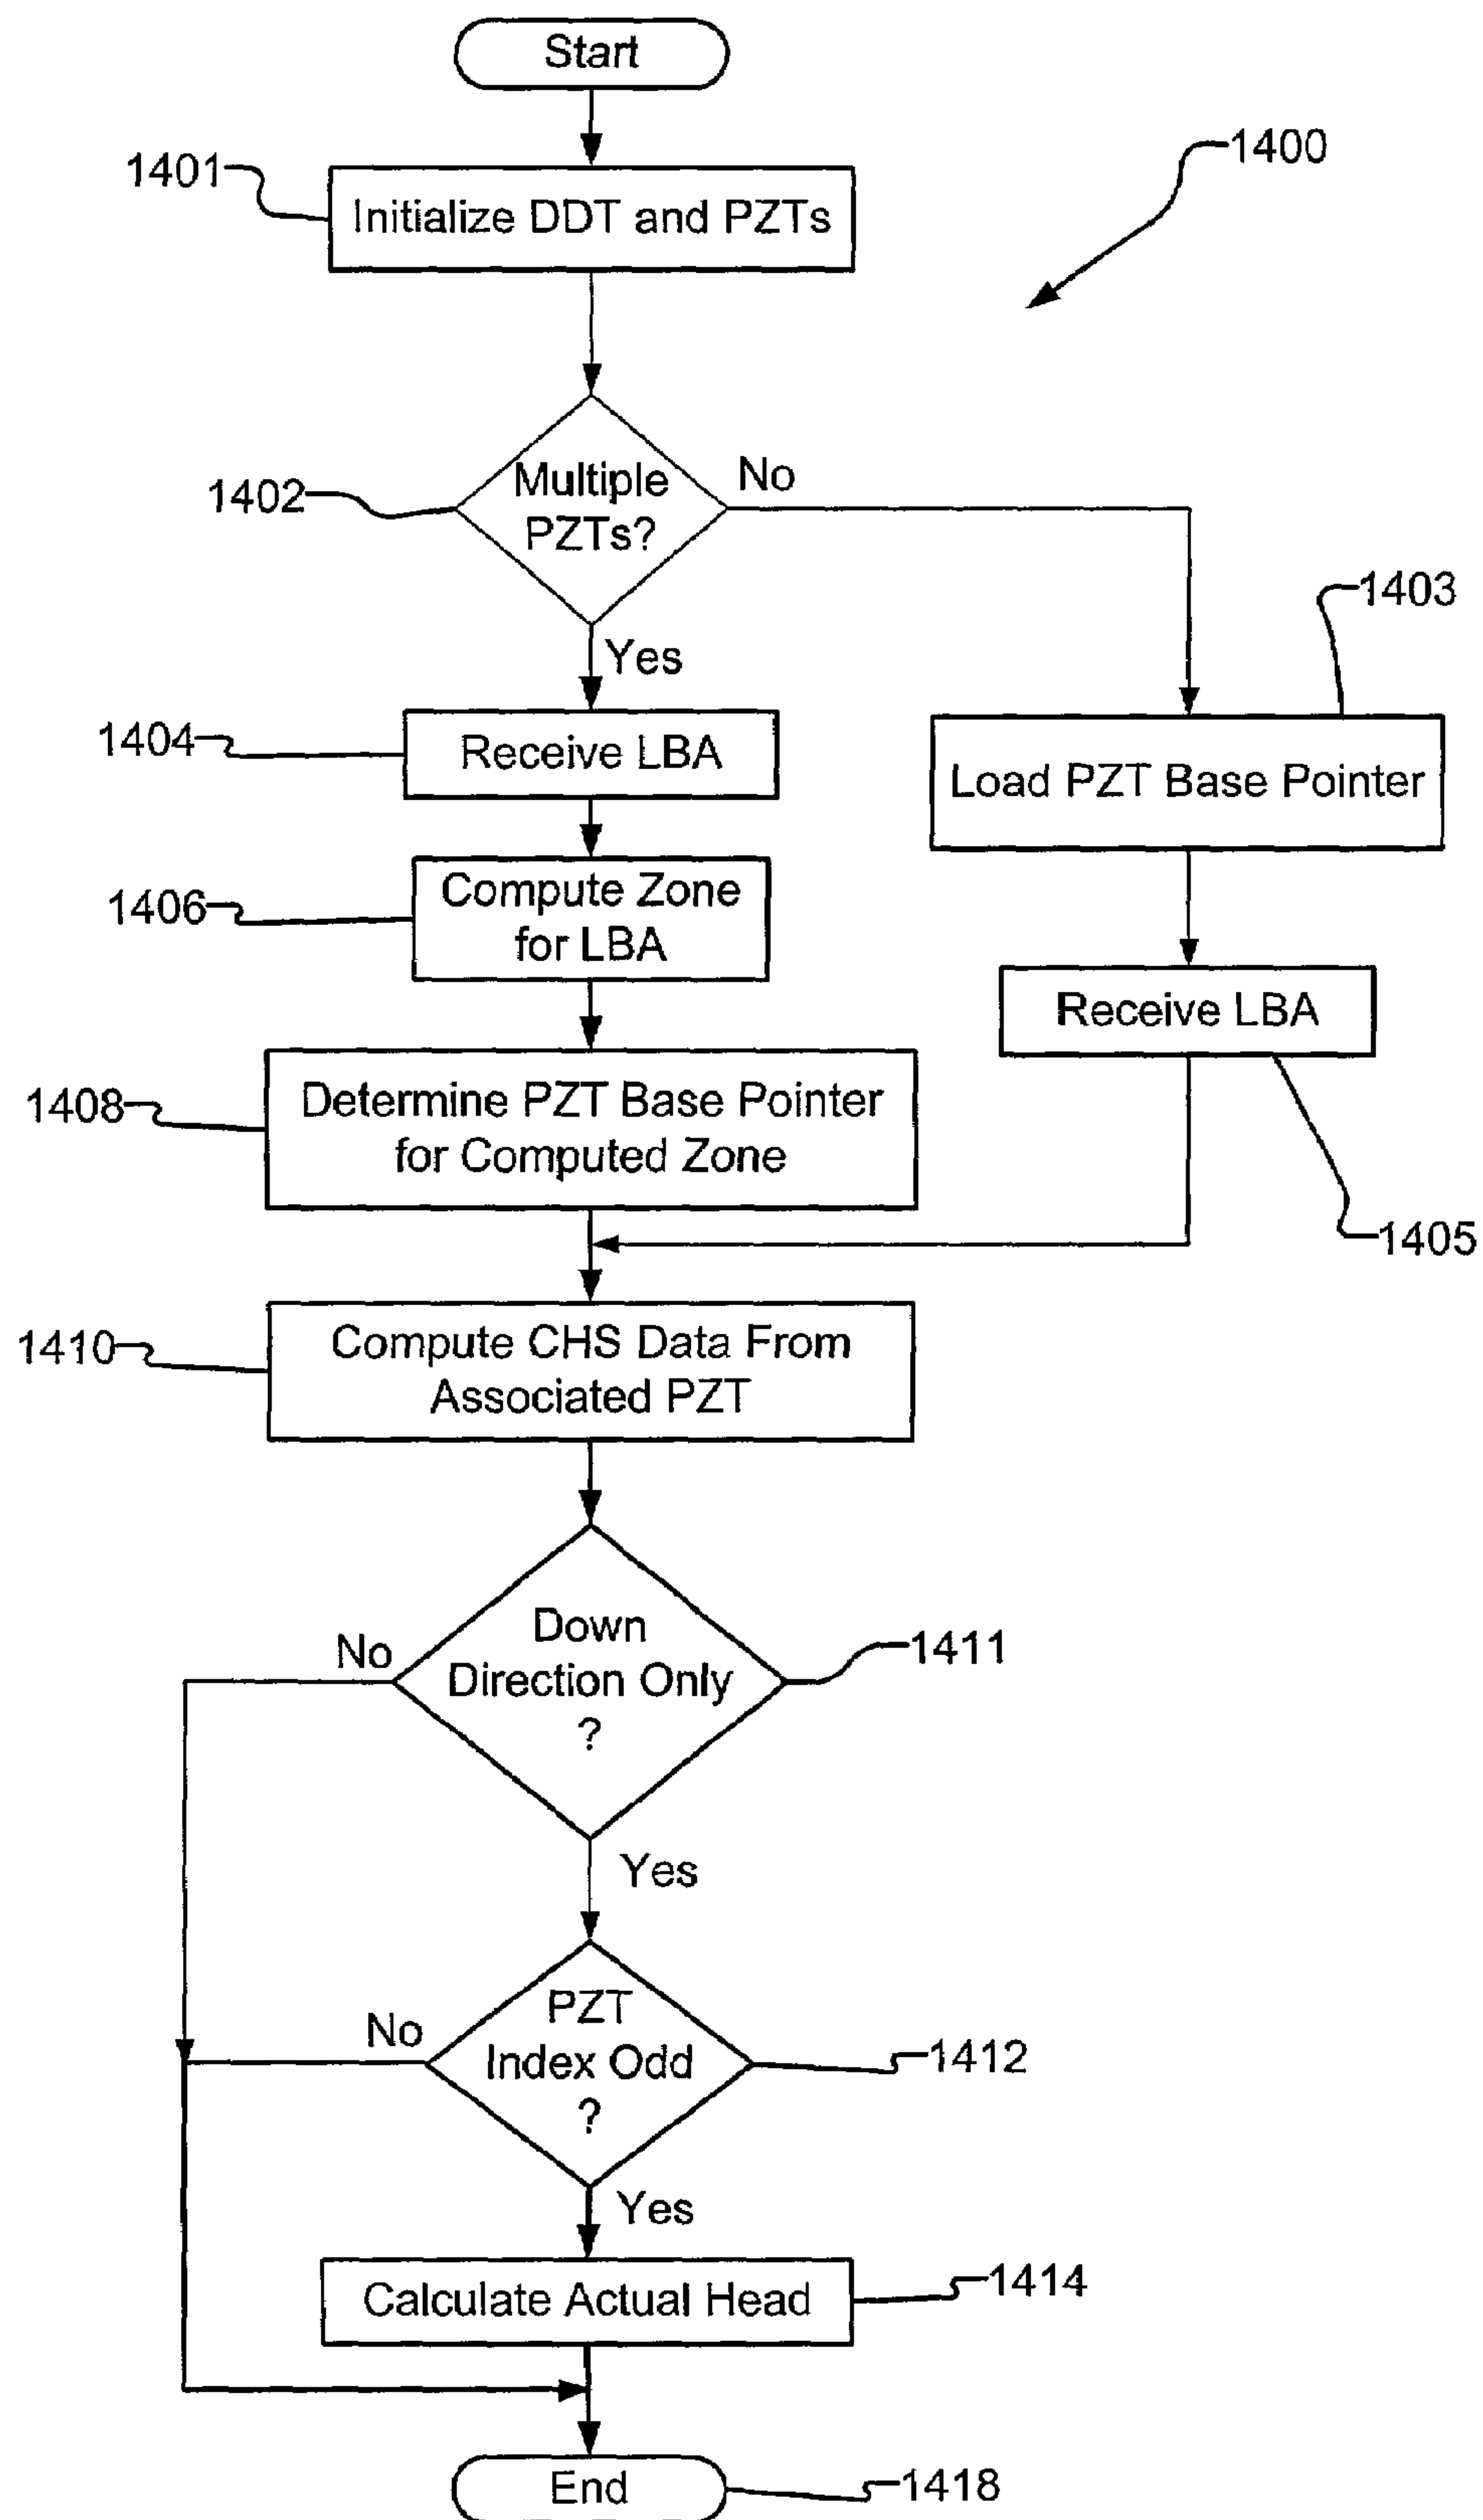 Start
1400
1401
Initialize DDT and PZTs
1402
Multiple
PZTs?
No
Yes
1403
1404
Receive LBA
Load PZT Base Pointer
1406
Compute Zone
for LBA
Receive LBA
1408
Determine PZT Base Pointer
for Computed Zone
1405
1410
Compute CHS Data From
Associated PZT
No
Down
Direction Only
?
1411
Yes
No
PZT
Index Odd
?
1412
Yes
Calculate Actual Head
1414
End
1418